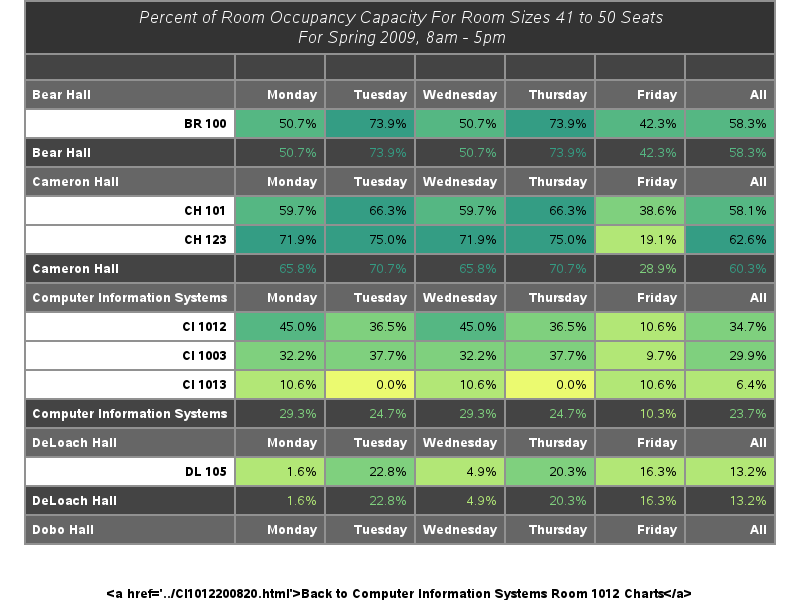 Percent of Room Occupancy Capacity For Room Sizes 41 to 50 Seats
For Spring 2009, 8am - 5pm
Bear Hall Monday Tuesday Wednesday Thursday Friday All
BR 100 50.7% 73.9% 50.7% 73.9% 42.3% 58.3%
Bear Hall 50.7% 73.9% 50.7% 73.9% 42.3% 58.3%
Cameron Hall Monday Tuesday Wednesday Thursday Friday All
CH 101 59.7% 66.3% 59.7% 66.3% 38.6% 58.1%
CH 123 71.9% 75.0% 71.9% 75.0% 19.1% 62.6%
Cameron Hall 65.8% 70.7% 65.8% 70.7% 28.9% 60.3%
Computer Information Systems Monday Tuesday Wednesday Thursday Friday All
CI 1012 45.0% 36.5% 45.0% 36.5% 10.6% 34.7%
CI 1003 32.2% 37.7% 32.2% 37.7% 9.7% 29.9%
CI 1013 10.6% 0.0% 10.6% 0.0% 10.6% 6.4%
Computer Information Systems 29.3% 24.7% 29.3% 24.7% 10.3% 23.7%
DeLoach Hall Monday Tuesday Wednesday Thursday Friday All
DL 105 1.6% 22.8% 4.9% 20.3% 16.3% 13.2%
DeLoach Hall 1.6% 22.8% 4.9% 20.3% 16.3% 13.2%
Dobo Hall Monday Tuesday Wednesday Thursday Friday All
&lt;a href='../CI1012200820.html'&gt;Back to Computer Information Systems Room 1012 Charts&lt;/a&gt;